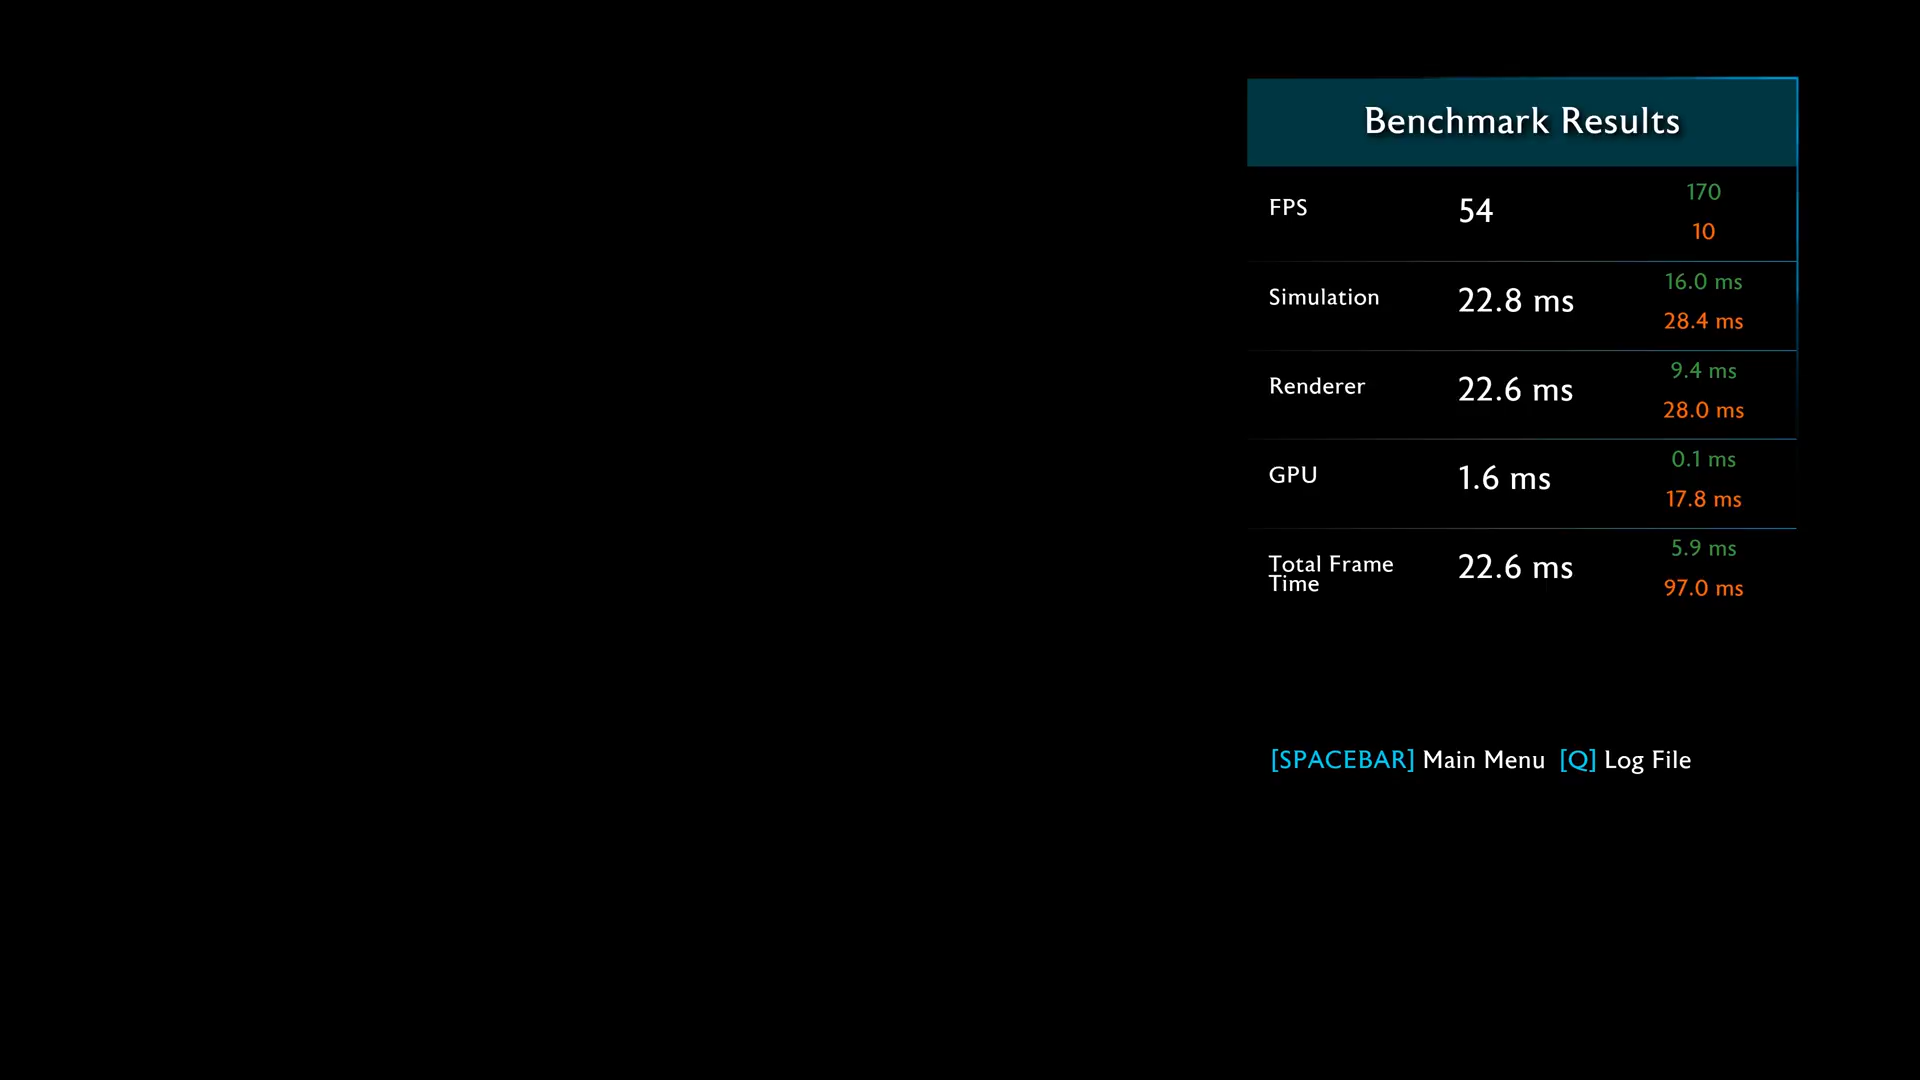 Benchmark Results
FPS 54 170
10
Simulation 22.8 ms 16.0 ms
28.4 ms
Renderer 22.6 ms 9.4 ms
28.0 ms
GPU 1.6 ms 0.1 ms
17.8 ms
Total Frame
Time 22.6 ms 5.9 ms
97.0 ms
[SPACEBAR] Main Menu [Q] Log File